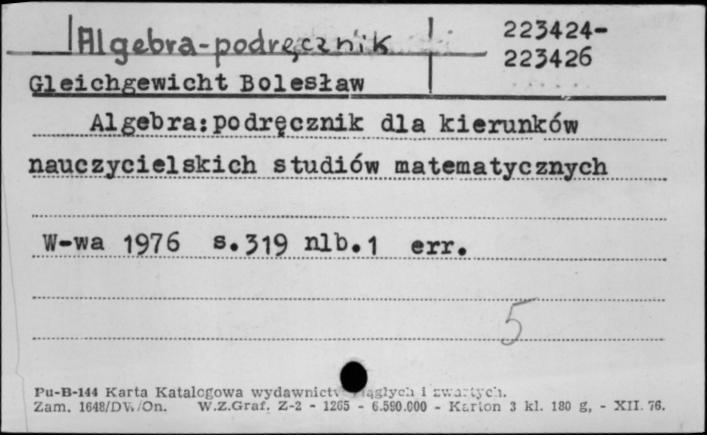 Algebra-podręcznik
223424-
223426
Gleichgewicht Bolesław
Algebra:podręcznik dla kierunków
nauczycielskich studiów matematycznych
W-wa 1976 s.319 nlb.1 err.
5
Pu-B-144 Karta Katalogowa wydawnictw ciągłych i zwartych.
Zam. 1648/DW./On. W.Z.Graf. Z-2 - 1265 - 6.590.000 - Karton 3 kl. 180 g, - XII. 76.